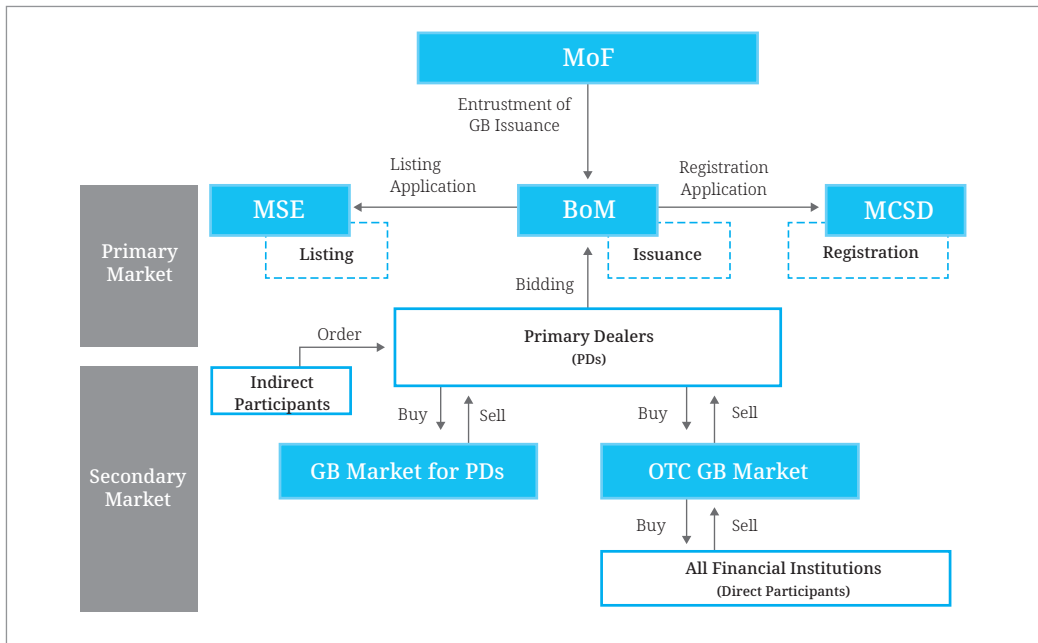 MoF
Entrustment of
GB Issuance
Listing
Application
Registration
Application
MSE
BoM
MCSD
Listing
Issuance
Registration
Primary
Market
Bidding
Primary Dealers
(PDs)
Order
Indirect
Participants
Buy
Sell
Buy
Sell
Secondary
Market
GB Market for PDs
OTC GB Market
Buy
Sell
All Financial Institutions
(Direct Participants)